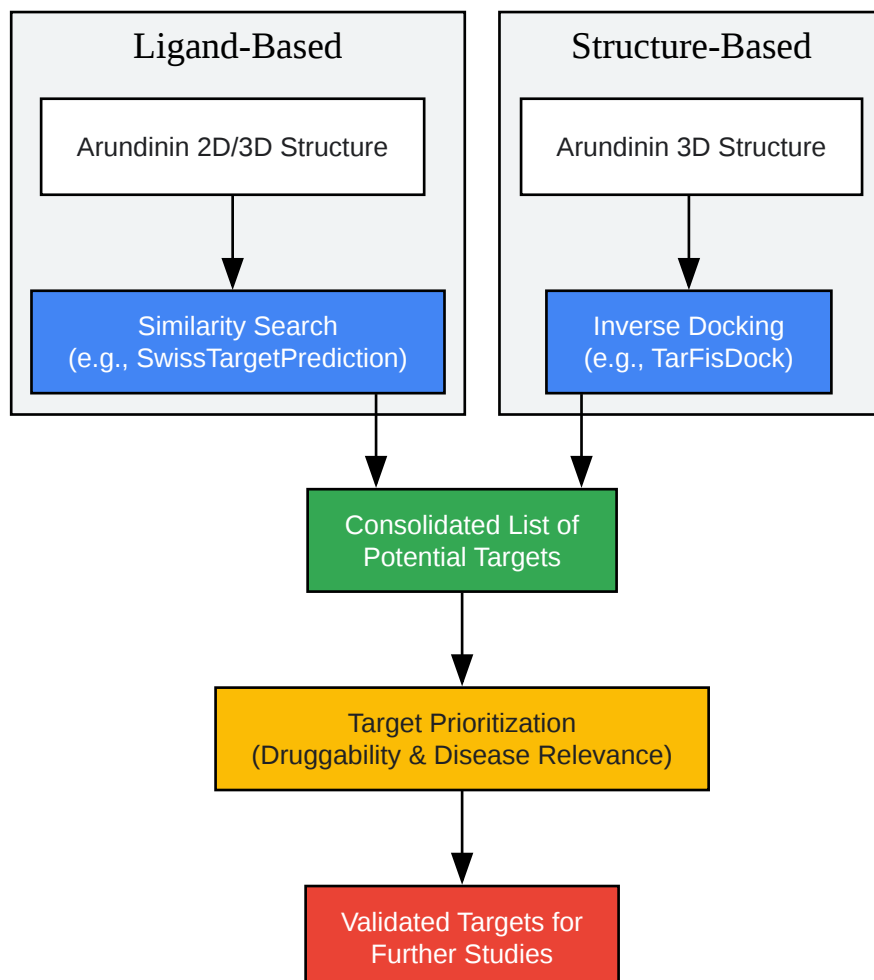 Ligand-Based
Arundinin 2D/3D Structure
Similarity Search
(e.g., SwissTargetPrediction)
Structure-Based
Arundinin 3D Structure
Inverse Docking
(e.g., TarFisDock)
Consolidated List of
Potential Targets
Target Prioritization
(Druggability & Disease Relevance)
Validated Targets for
Further Studies